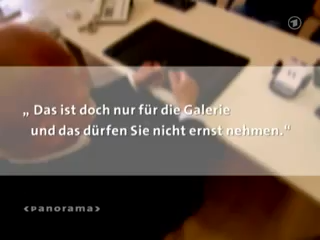 „ Das ist doch nur für die Galerie
und das dürfen Sie nicht ernst nehmen."
<panorama>